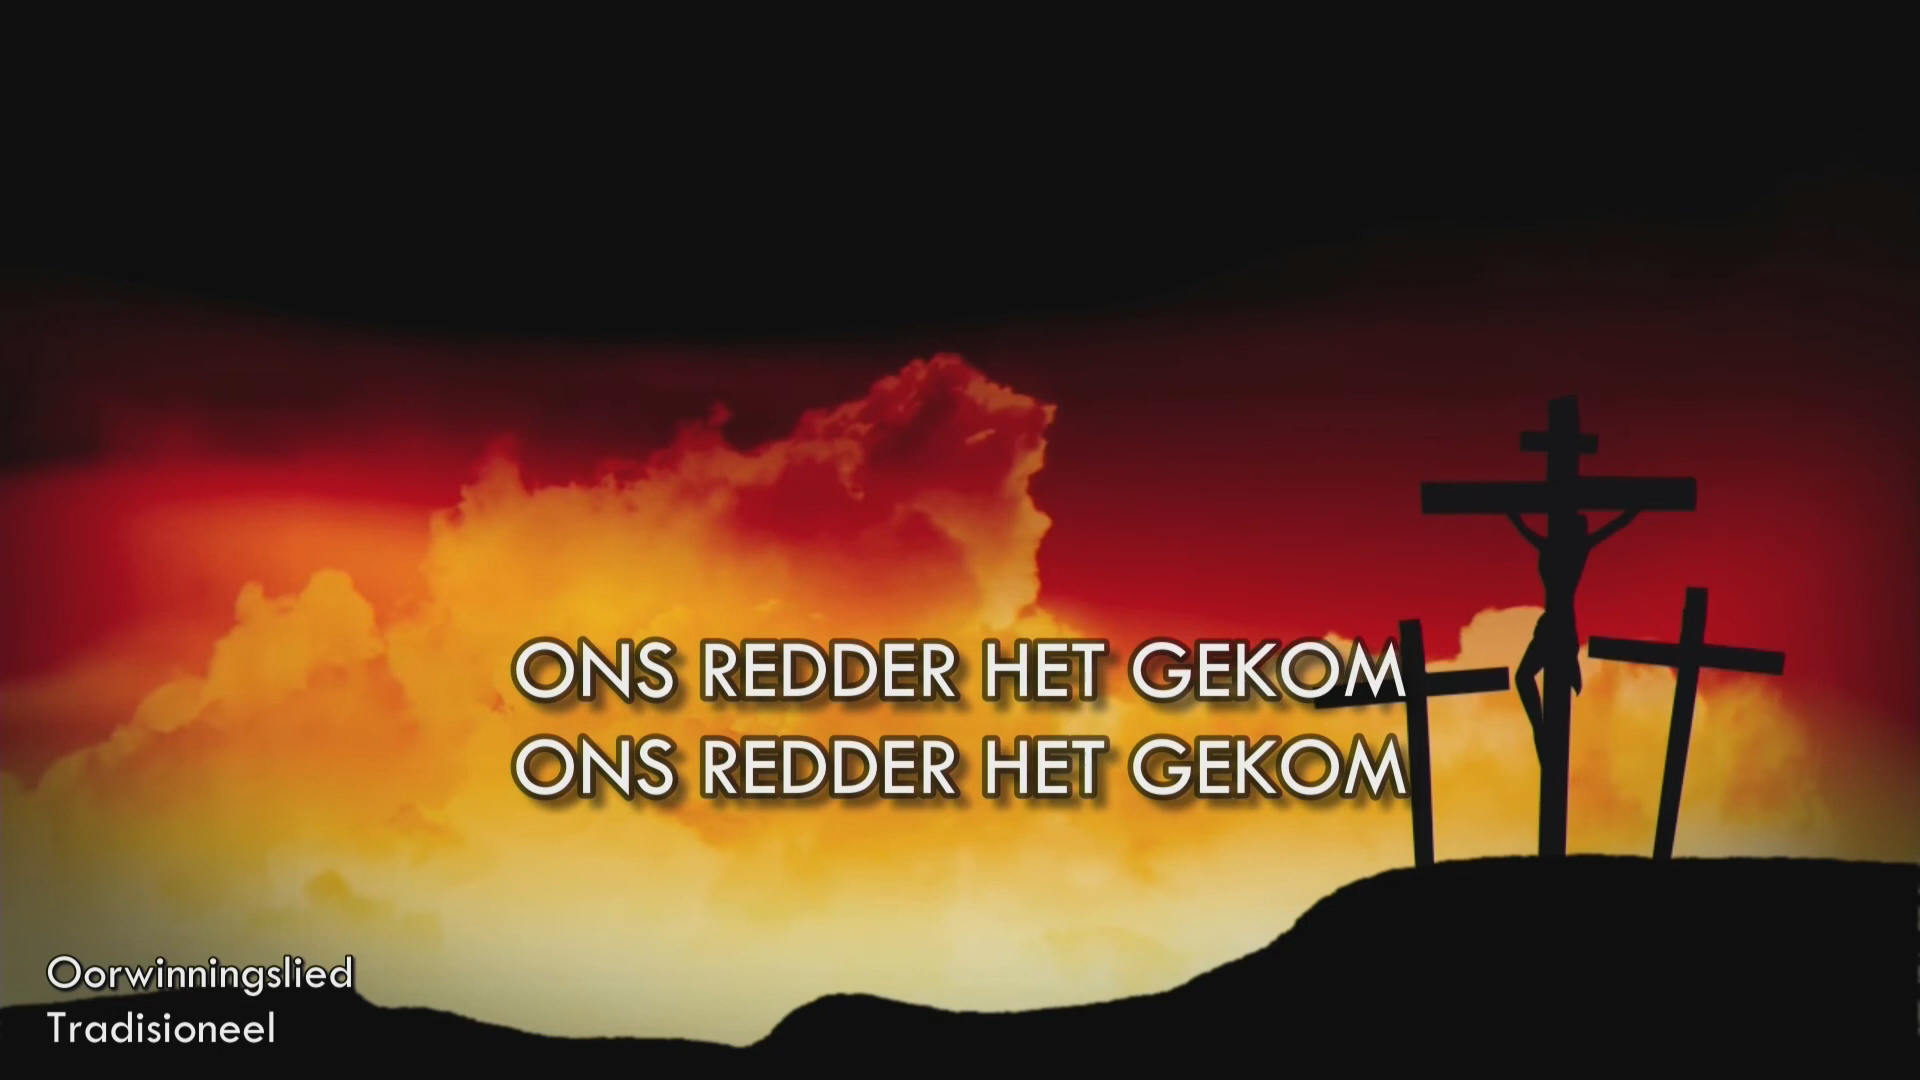 ONS REDDER HET GEKOM
ONS REDDER HET GEKOM
Oorwinningslied
Tradisioneel